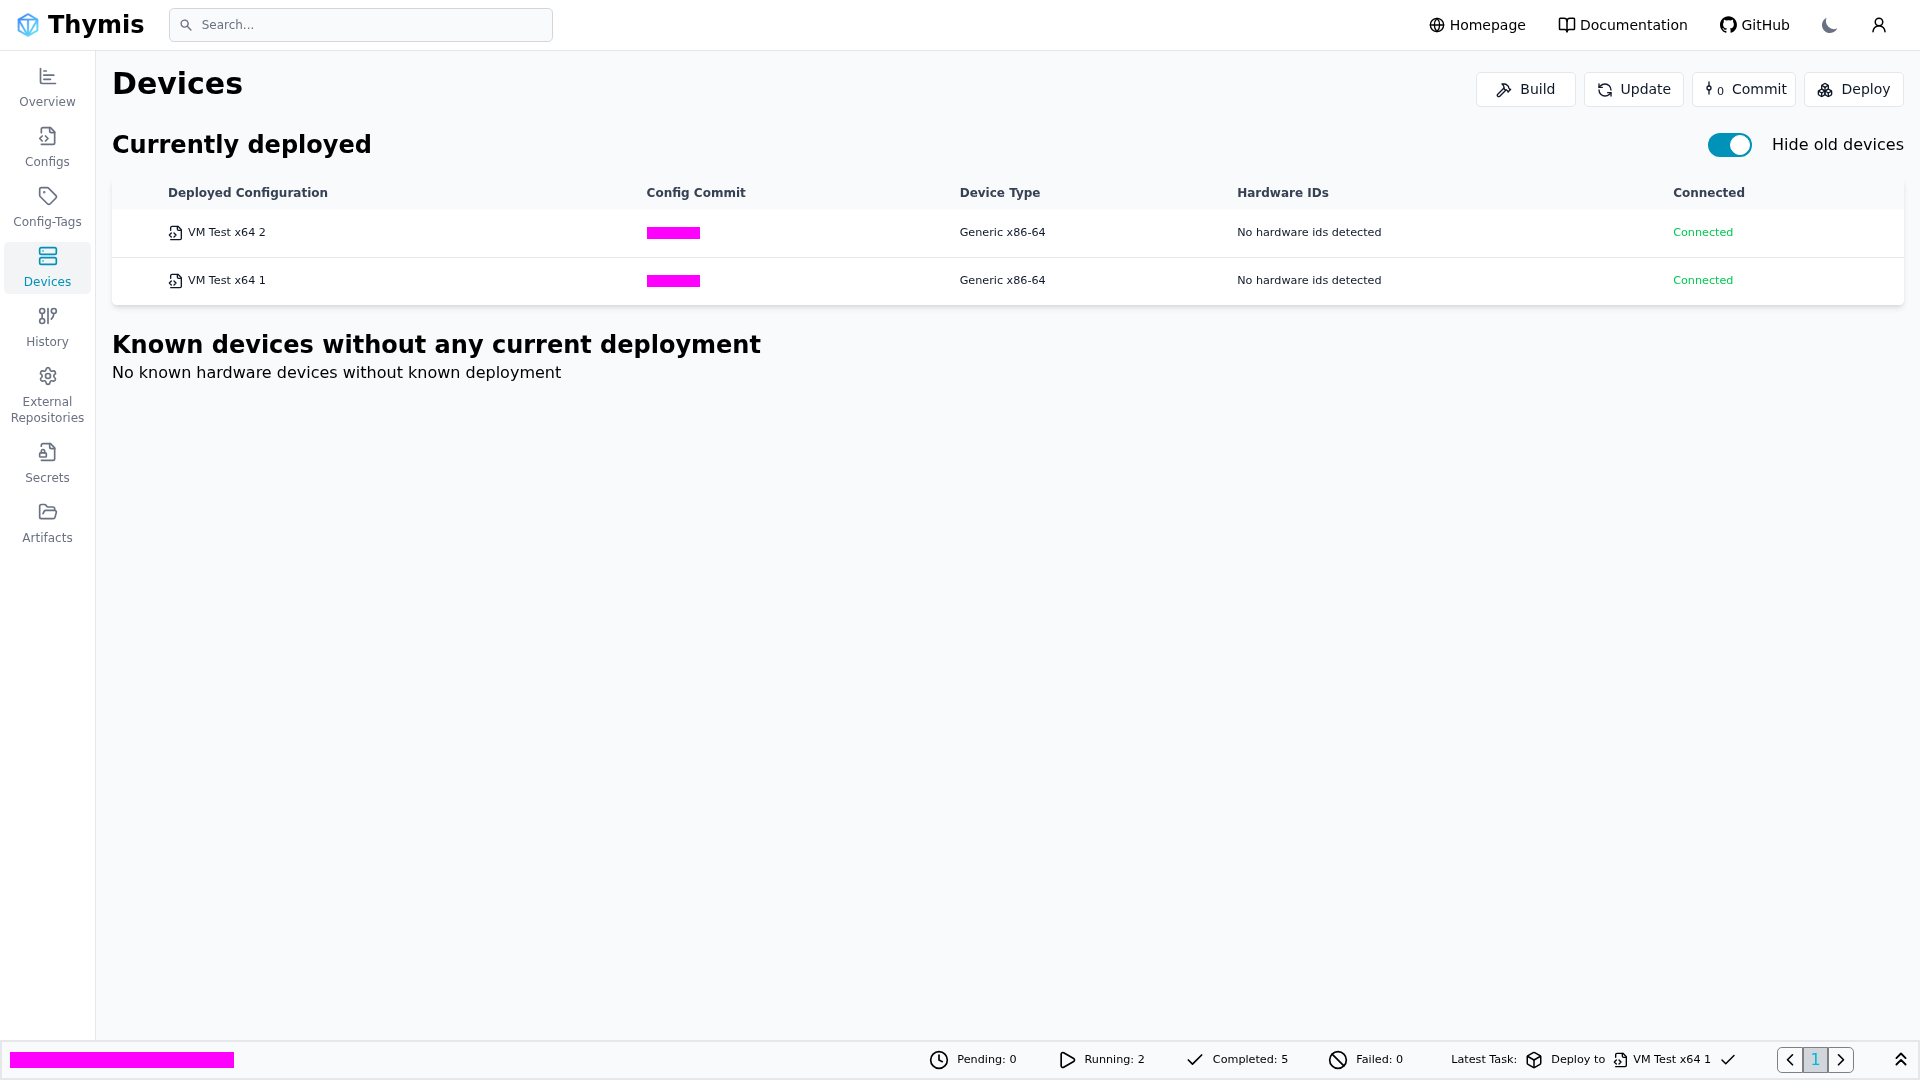 Thymis
Search...
Homepage
Documentation
GitHub
Overview
Configs
Config-Tags
Devices
History
External
Repositories
Secrets
Artifacts
Devices
Build
Update
0 Commit
Deploy
Currently deployed
Hide old devices
Deployed Configuration Config Commit Device Type Hardware IDs Connected
VM Test x64 2 Generic x86-64 No hardware ids detected Connected
VM Test x64 1 Generic x86-64 No hardware ids detected Connected
Known devices without any current deployment
No known hardware devices without known deployment
Pending: 0 Running: 2 Completed: 5 Failed: 0 Latest Task: Deploy to VM Test x64 1 1